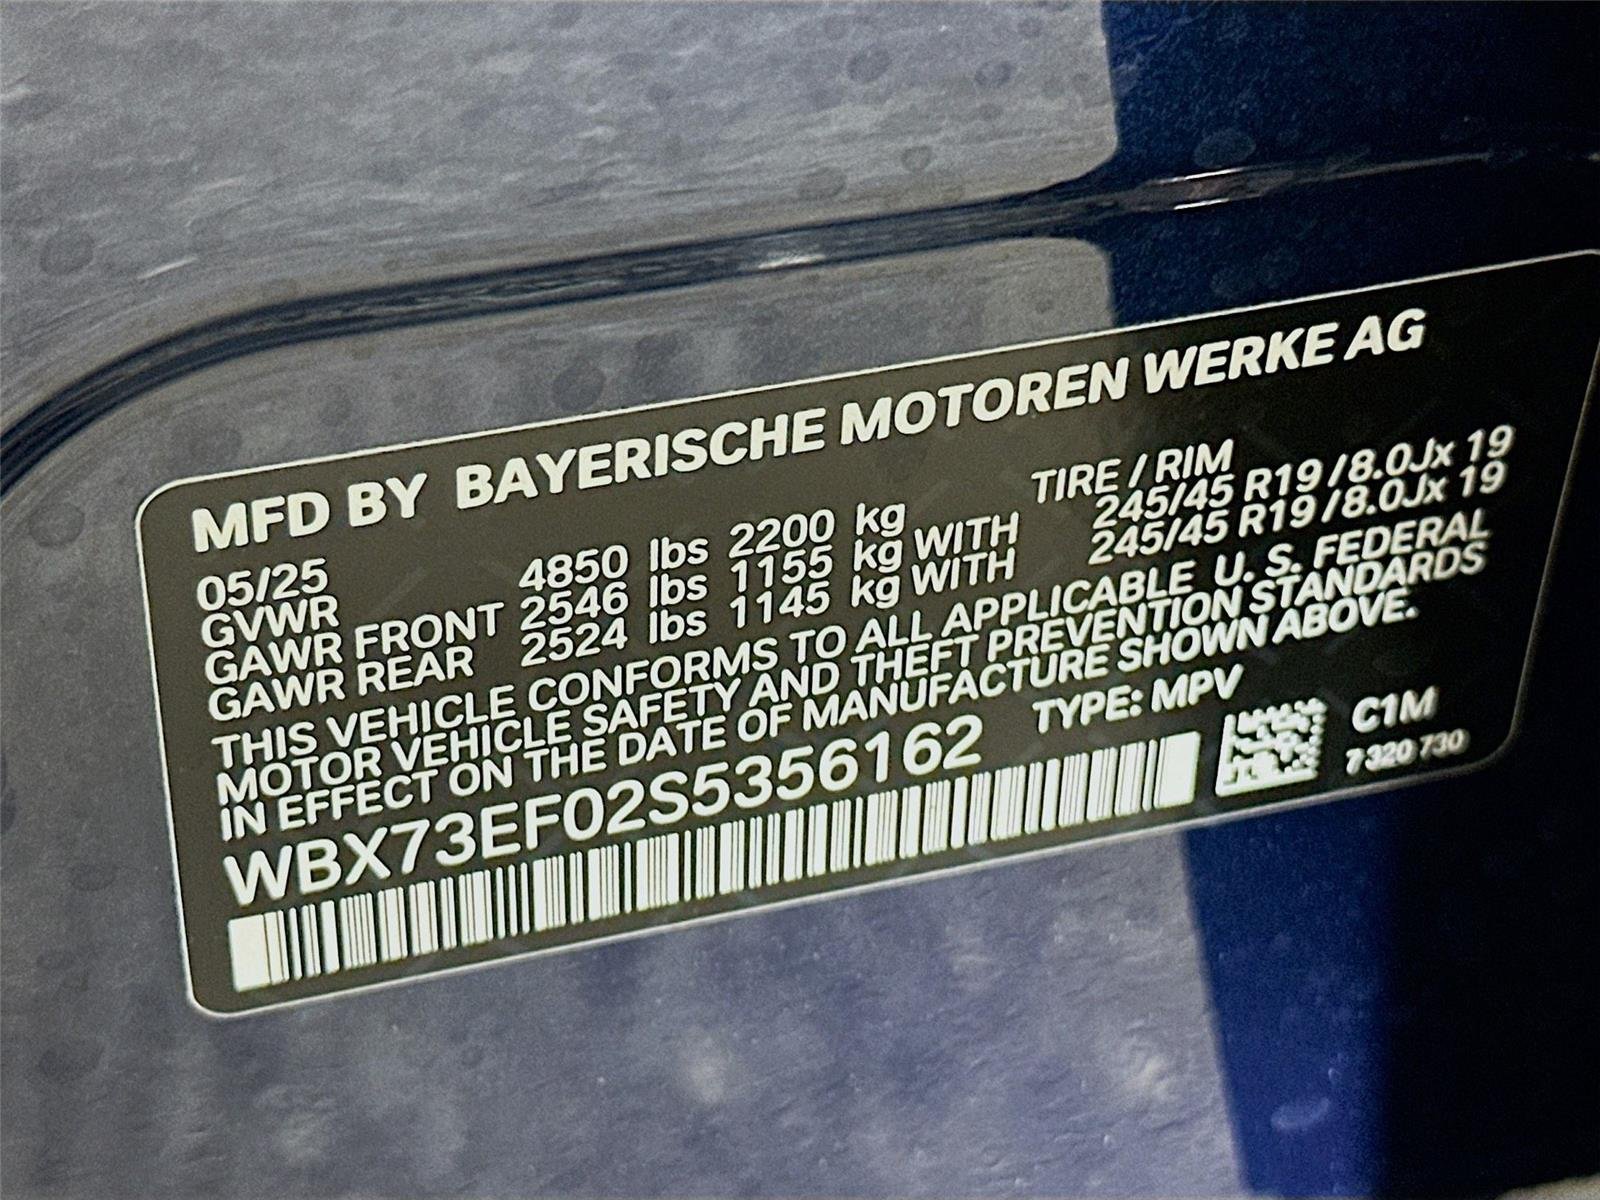 MFD BY BAYERISCHE MOTOREN WERKE AG
05/25 TIRE / RIM
GVWR 4850 lbs 2200 kg
GAWR FRONT 2546 lbs 1155 kg WITH 245/45 R19 /8.0Jx 19
GAWR REAR 2524 lbs 1145 kg WITH 245/45 R19 /8.0Jx 19
THIS VEHICLE CONFORMS TO ALL APPLICABLE U. S. FEDERAL
MOTOR VEHICLE SAFETY AND THEFT PREVENTION STANDARDS
IN EFFECT ON THE DATE OF MANUFACTURE SHOWN ABOVE.
WBX73EF02S5356162 TYPE: MPV
C1M
7 320 730